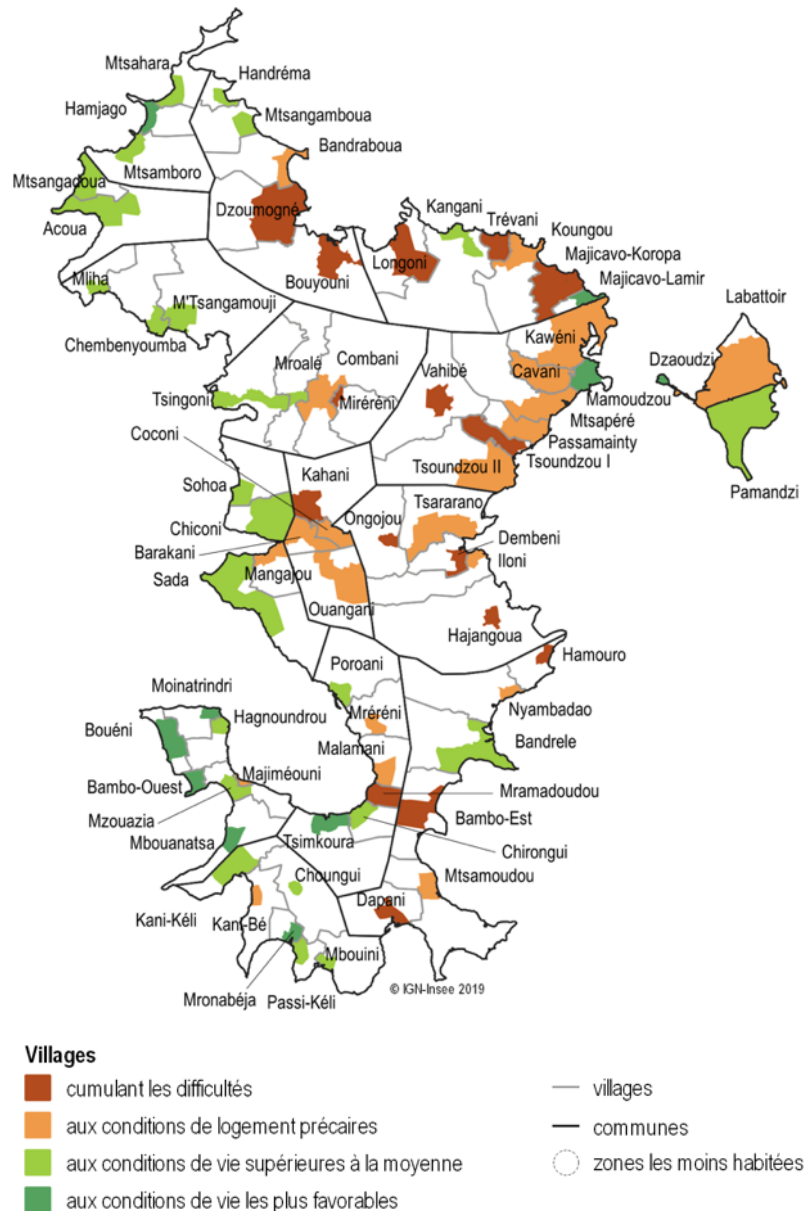 Mtsahara
Handréma
Hamjago
Mtsangamboua
Bandraboua
Mtsamboro
Mtsangadoua
Dzoumogné
Acoua
Kangani
Trévani
Koungou
Longoni
Majicavo-Koropa
Majicavo-Lamir
Mliha
Bouyouni
M'Tsangamouji
Labattoir
Chembenyoumba
Kawéni
Mroalé
Combani
Vahibé
Cavani
Dzaoudzi
Tsingoni
Miréréni
Mamoudzou
Mtsapéré
Coconi
Passamainty
Kahani
Tsoundzou II
Tsoundzou I
Sohoa
Pamandzi
Ongojou
Tsararano
Chiconi
Dembeni
Barakani
Iloni
Sada
Mangajou
Ouangani
Hajangoua
Hamouro
Poroani
Moinatrindri
Mréréni
Nyambadao
Hagnoundrou
Bouéni
Malamani
Bandrele
Bambo-Ouest
Majiméouni
Mramadoudou
Mzouazia
Bambo-Est
Mbouanatsa
Tsimkoura
Chirongui
Choungui
Mtsamoudou
Dapani
Kani-Kéli
Kani-Bé
Mbouini
Mronabéja
Passi-Kéli
© IGN-Insee 2019
Villages
cumulant les difficultés
aux conditions de logement précaires
aux conditions de vie supérieures à la moyenne
aux conditions de vie les plus favorables
villages
communes
zones les moins habitées